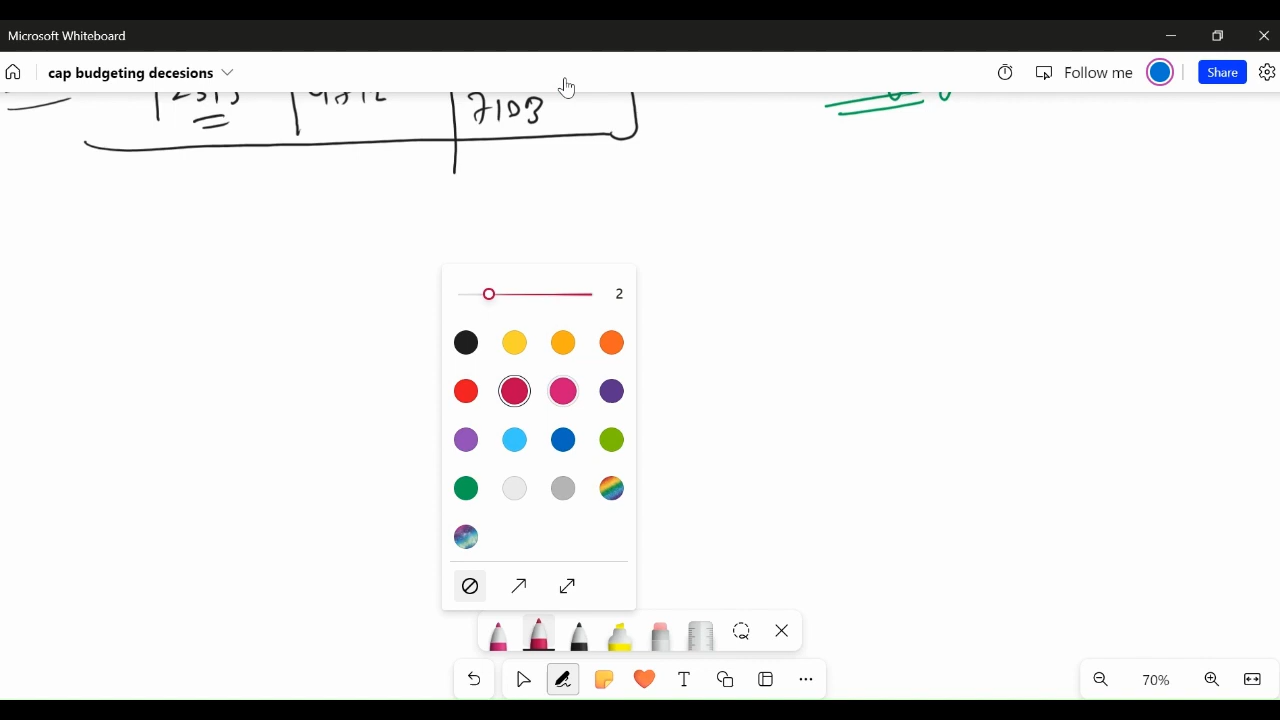 Microsoft Whiteboard
cap budgeting decesions
Follow me
Share
7103
2
70%